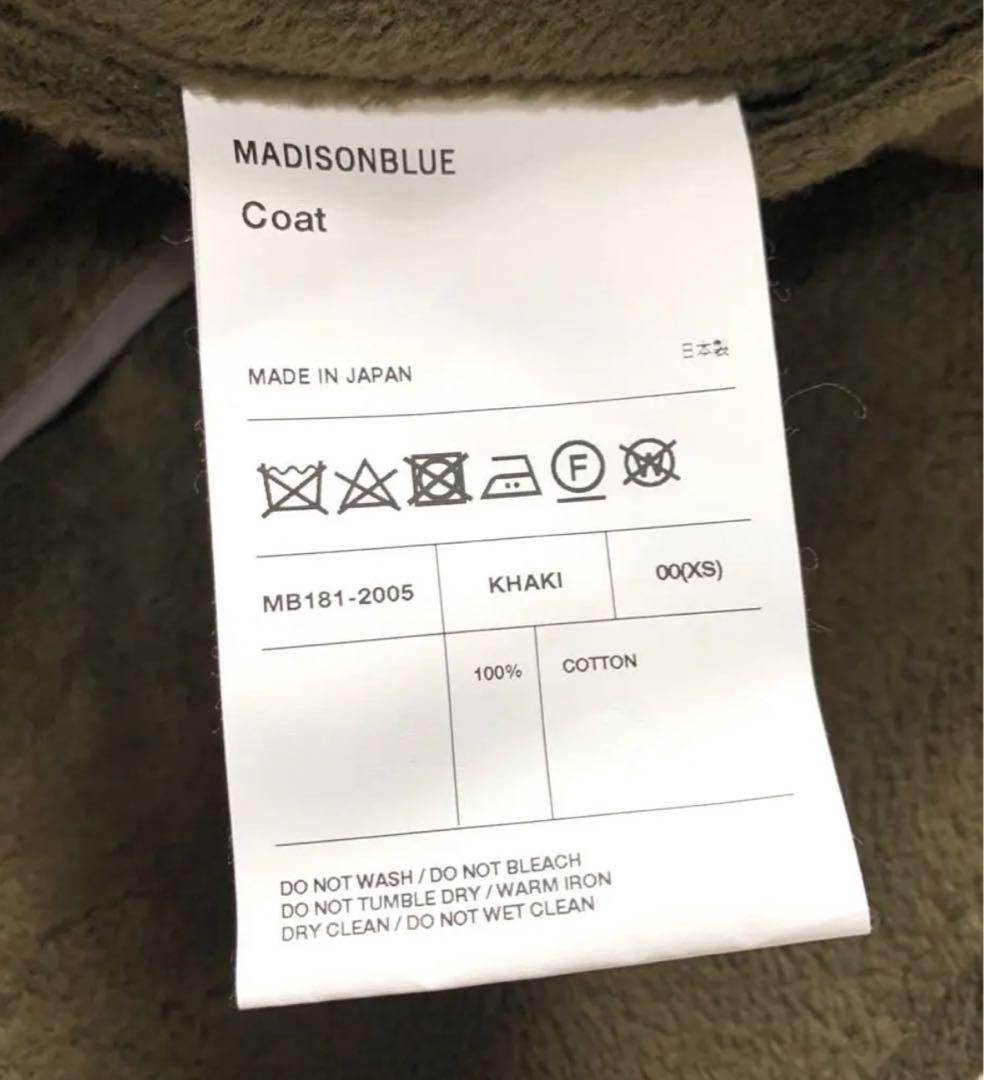 MADISONBLUE
Coat
日本製
MADE IN JAPAN
F
W
MB181-2005 KHAKI 00(XS)
100% COTTON
DO NOT WASH / DO NOT BLEACH
DO NOT TUMBLE DRY / WARM IRON
DRY CLEAN / DO NOT WET CLEAN